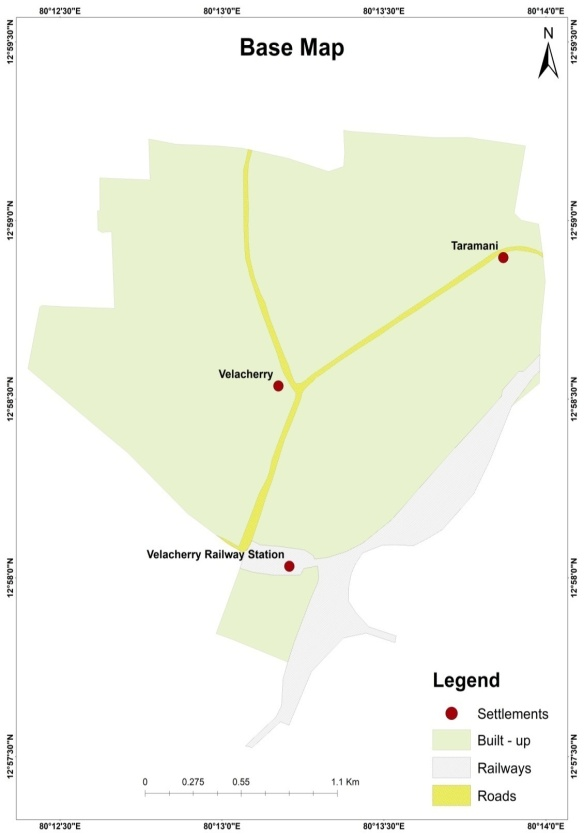 80°12'30"E 80°13'0"E 80°13'30"E 80°14'0"E
Base Map
N
12°59'30"N 12°59'30"N
12°59'0"N 12°59'0"N
Taramani
Velacherry
12°58'30"N 12°58'30"N
Velacherry Railway Station
12°58'0"N 12°58'0"N
Legend
Settlements
Built - up
Railways
Roads
12°57'30"N 12°57'30"N
0 0.275 0.55 1.1 Km
80°12'30"E 80°13'0"E 80°13'30"E 80°14'0"E